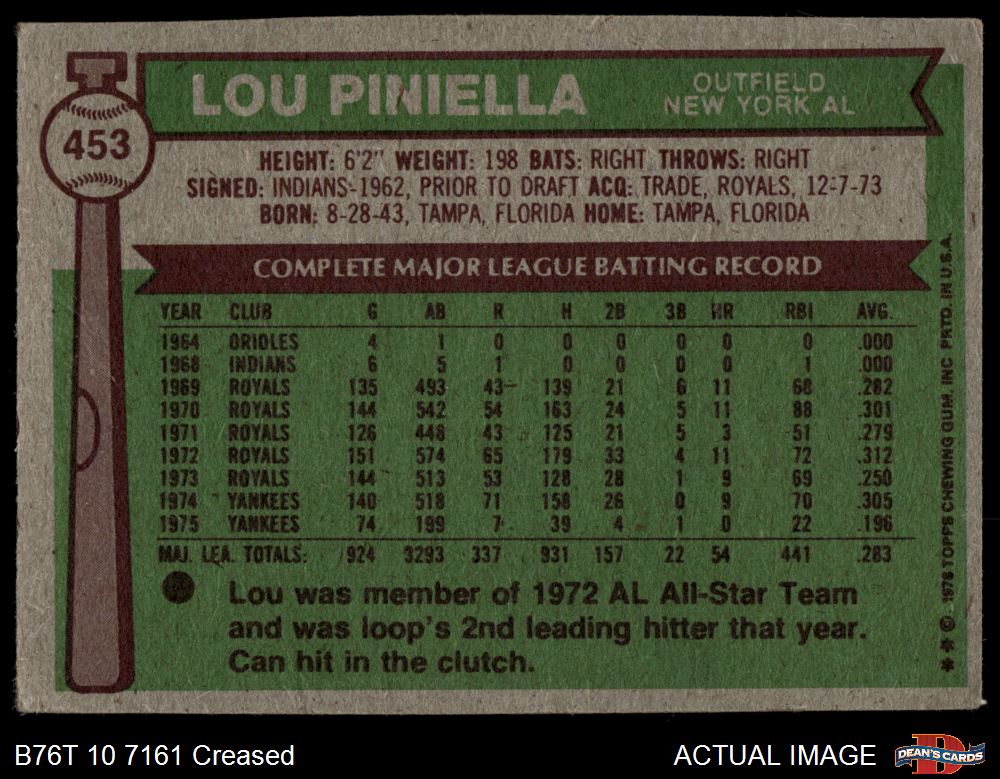 LOU PINIELLA
OUTFIELD
NEW YORK AL
453
HEIGHT: 6'2" WEIGHT: 198 BATS: RIGHT THROWS: RIGHT
SIGNED: INDIANS-1962, PRIOR TO DRAFT ACQ: TRADE, ROYALS, 12-7-73
BORN: 8-28-43, TAMPA, FLORIDA HOME: TAMPA, FLORIDA
COMPLETE MAJOR LEAGUE BATTING RECORD
YEAR CLUB G AB R H 2B 3B HR RBI AVG.
1964 ORIOLES 4 1 0 0 0 0 0 0 .000
1968 INDIANS 6 5 1 0 0 0 0 1 .000
1969 ROYALS 135 493 43 139 21 6 11 68 .282
1970 ROYALS 144 542 54 163 24 5 11 88 .301
1971 ROYALS 126 448 43 125 21 5 3 51 .279
1972 ROYALS 151 574 65 179 33 4 11 72 .312
1973 ROYALS 144 513 53 128 28 1 9 69 .250
1974 YANKEES 140 518 71 158 26 0 9 70 .305
1975 YANKEES 74 199 7 39 4 1 0 22 .196
MAJ. LEA. TOTALS: 924 3293 337 931 157 22 54 441 .283
Lou was member of 1972 AL All-Star Team
and was loop's 2nd leading hitter that year.
Can hit in the clutch.
** © 1976 TOPPS CHEWING GUM, INC PRTD. IN U.S.A.
B76T 10 7161 Creased
ACTUAL IMAGE
DEAN'S CARDS